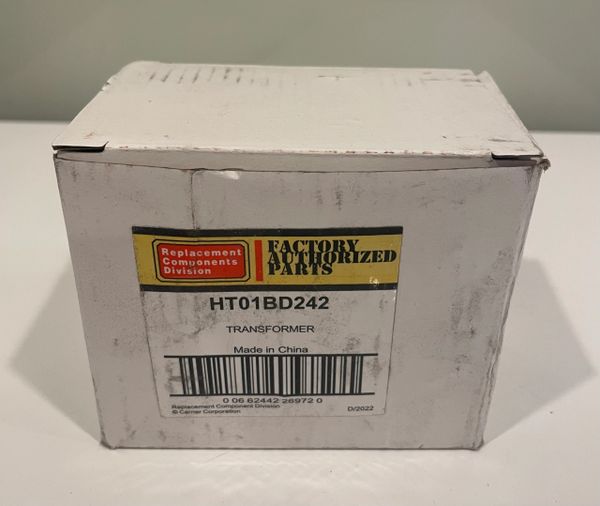 Replacement
Components
Division
FACTORY
AUTHORIZED
PARTS
HT01BD242
TRANSFORMER
Made in China
0 06 62442 26972 0
Replacement Component Division
© Carrier Corporation
D/2022